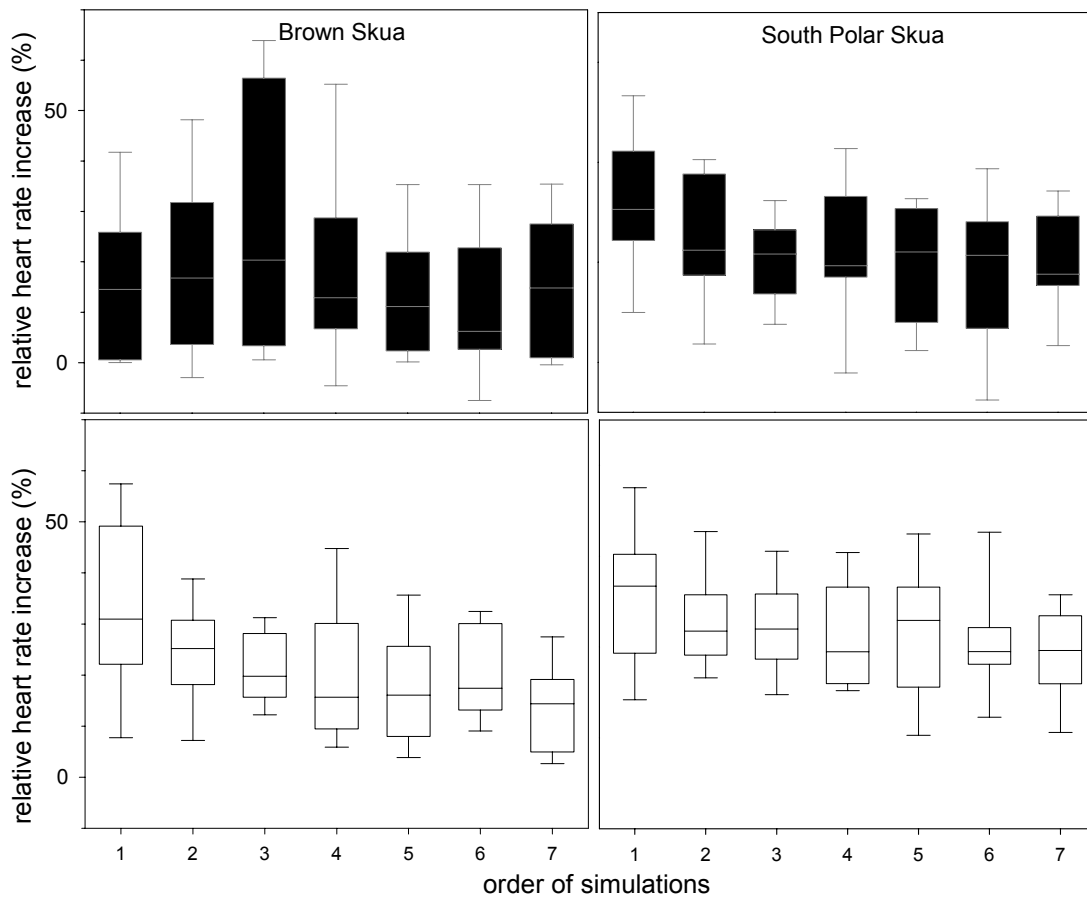 Brown Skua
South Polar Skua
relative heart rate increase (%)
50
0
relative heart rate increase (%)
50
0
1 2 3 4 5 6 7
1 2 3 4 5 6 7
order of simulations